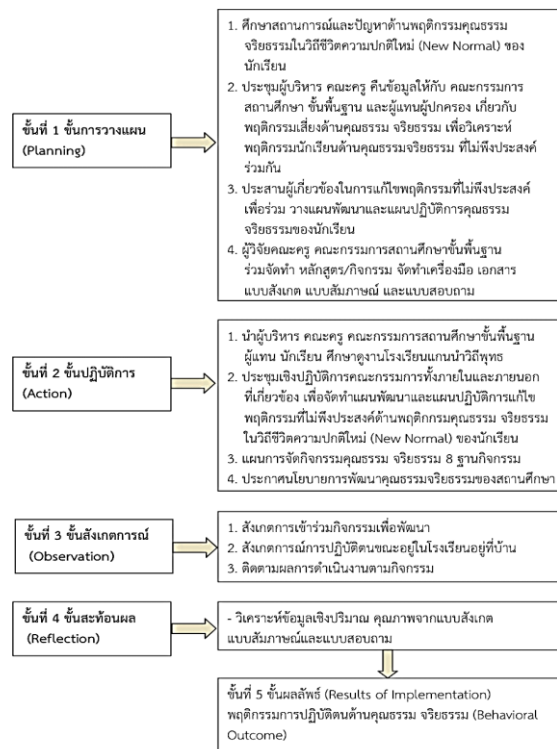 ขั้นที่ 1 ขั้นการวางแผน
(Planning)
1. ศึกษาสถานการณ์และปัญหาด้านพฤติกรรมคุณธรรม
จริยธรรมในวิถีชีวิตความปกติใหม่ (New Normal) ของ
นักเรียน
2. ประชุมผู้บริหาร คณะครู คืนข้อมูลให้กับ คณะกรรมการ
สถานศึกษา ขั้นพื้นฐาน และผู้แทนผู้ปกครอง เกี่ยวกับ
พฤติกรรมเสี่ยงด้านคุณธรรม จริยธรรม เพื่อวิเคราะห์
พฤติกรรมนักเรียนด้านคุณธรรมจริยธรรม ที่ไม่พึงประสงค์
ร่วมกัน
3. ประสานผู้เกี่ยวข้องในการแก้ไขพฤติกรรมที่ไม่พึงประสงค์
เพื่อร่วม วางแผนพัฒนาและแผนปฏิบัติการคุณธรรม
จริยธรรมของนักเรียน
4. ผู้วิจัยคณะครู คณะกรรมการสถานศึกษาขั้นพื้นฐาน
ร่วมจัดทำ หลักสูตร/กิจกรรม จัดทำเครื่องมือ เอกสาร
แบบสังเกต แบบสัมภาษณ์ และแบบสอบถาม
ขั้นที่ 2 ขั้นปฏิบัติการ
(Action)
1. นำผู้บริหาร คณะครู คณะกรรมการสถานศึกษาขั้นพื้นฐาน
ผู้แทน นักเรียน ศึกษาดูงานโรงเรียนแกนนำวิถีพุทธ
2. ประชุมเชิงปฏิบัติการคณะกรรมการทั้งภายในและภายนอก
ที่เกี่ยวข้อง เพื่อจัดทำแผนพัฒนาและแผนปฏิบัติการแก้ไข
พฤติกรรมที่ไม่พึงประสงค์ด้านพฤติกกรมคุณธรรม จริยธรรม
ในวิถีชีวิตความปกติใหม่ (New Normal) ของนักเรียน
3. แผนการจัดกิจกรรมคุณธรรม จริยธรรม 8 ฐานกิจกรรม
4. ประกาศนโยบายการพัฒนาคุณธรรมจริยธรรมของสถานศึกษา
ขั้นที่ 3 ขั้นสังเกตการณ์
(Observation)
1. สังเกตการเข้าร่วมกิจกรรมเพื่อพัฒนา
2. สังเกตการณ์การปฏิบัติตนขณะอยู่ในโรงเรียนอยู่ที่บ้าน
3. ติดตามผลการดำเนินงานตามกิจกรรม
ขั้นที่ 4 ขั้นสะท้อนผล
(Reflection)
- วิเคราะห์ข้อมูลเชิงปริมาณ คุณภาพจากแบบสังเกต
แบบสัมภาษณ์และแบบสอบถาม
ขั้นที่ 5 ขั้นผลลัพธ์ (Results of Implementation)
พฤติกรรมการปฏิบัติตนด้านคุณธรรม จริยธรรม (Behavioral
Outcome)